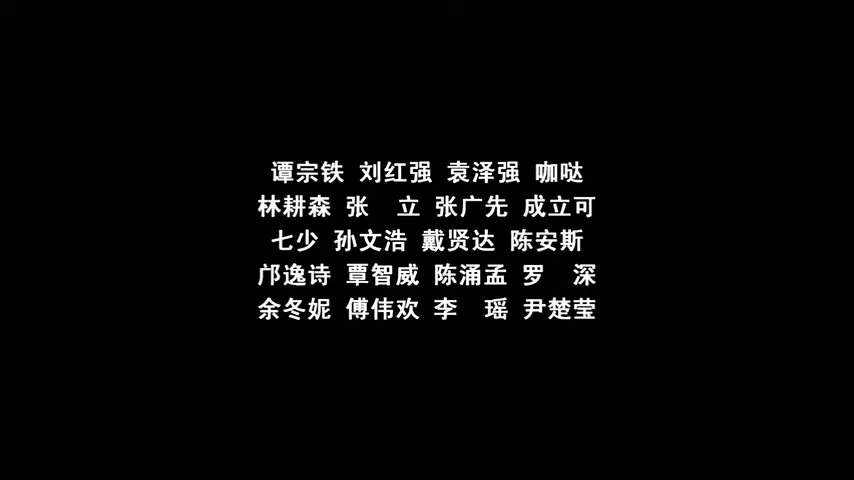 谭宗铁 刘红强 袁泽强 咖哒
林耕森 张　立 张广先 成立可
七少 孙文浩 戴贤达 陈安斯
邝逸诗 覃智威 陈涌孟 罗　深
余冬妮 傅伟欢 李　瑶 尹楚莹